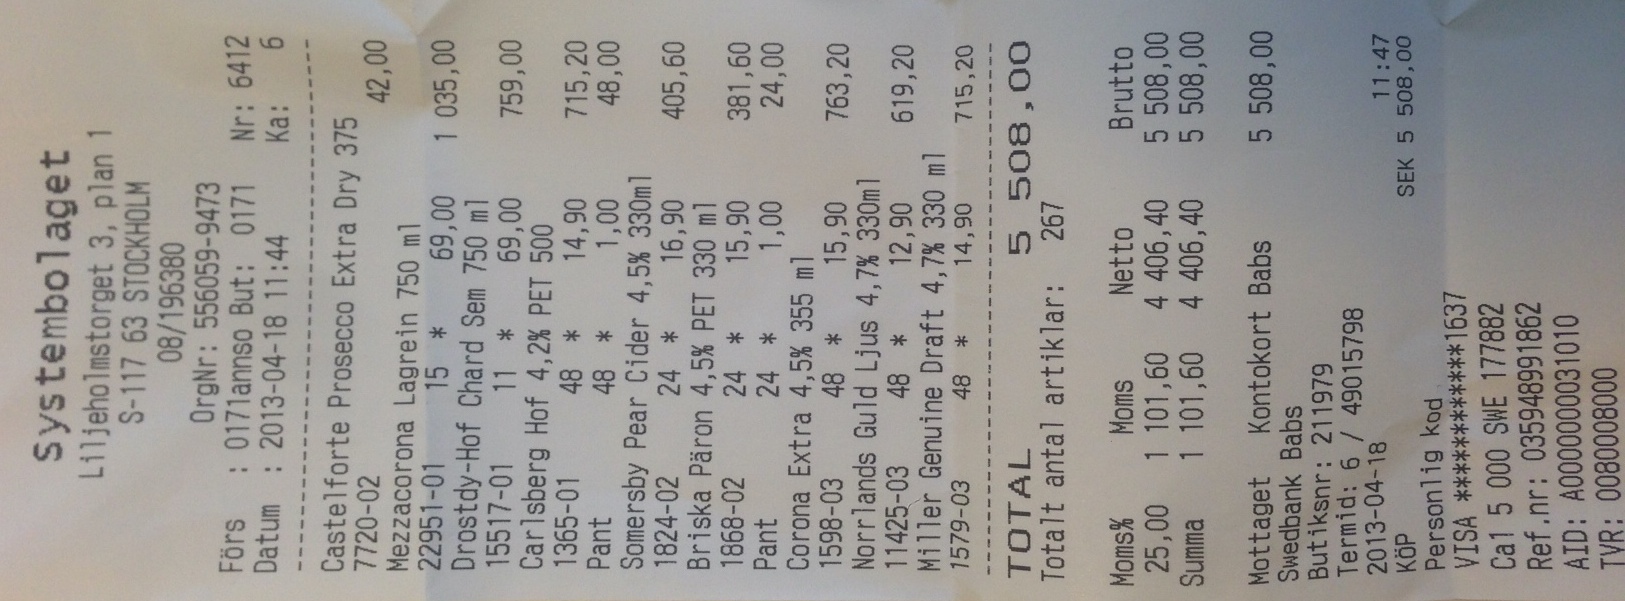 Systembolaget
Liljeholmstorget 3, plan 1
S-117 63 STOCKHOLM
08/196380
OrgNr: 556059-9473
Förs : 0171annso But: 0171 Nr: 6412
Datum : 2013-04-18 11:44 Ka: 6
Castelforte Prosecco Extra Dry 375
7720-02 42,00
Mezzacorona Lagrein 750 ml
22951-01 15 * 69,00 1 035,00
Drostdy-Hof Chard Sem 750 ml
15517-01 11 * 69,00 759,00
Carlsberg Hof 4,2% PET 500
1365-01 48 * 14,90 715,20
Pant 48 * 1,00 48,00
Somersby Pear Cider 4,5% 330ml
1824-02 24 * 16,90 405,60
Briska Päron 4,5% PET 330 ml
1868-02 24 * 15,90 381,60
Pant 24 * 1,00 24,00
Corona Extra 4,5% 355 ml
1598-03 48 * 15,90 763,20
Norrlands Guld Ljus 4,7% 330ml
11425-03 48 * 12,90 619,20
Miller Genuine Draft 4,7% 330 ml
1579-03 48 * 14,90 715,20
TOTAL 5 508,00
Totalt antal artiklar: 267
Moms% Moms Netto Brutto
25,00 1 101,60 4 406,40 5 508,00
Summa 1 101,60 4 406,40 5 508,00
Mottaget Kontokort Babs 5 508,00
Swedbank Babs
Butiksnr: 211979
Termid: 6 / 49015798
2013-04-18 11:47
KÖP SEK 5 508,00
Personlig kod
VISA ************1637
Ca1 5 000 SWE 177882
Ref.nr: 035948991862
AID: A0000000031010
TVR: 0080008000